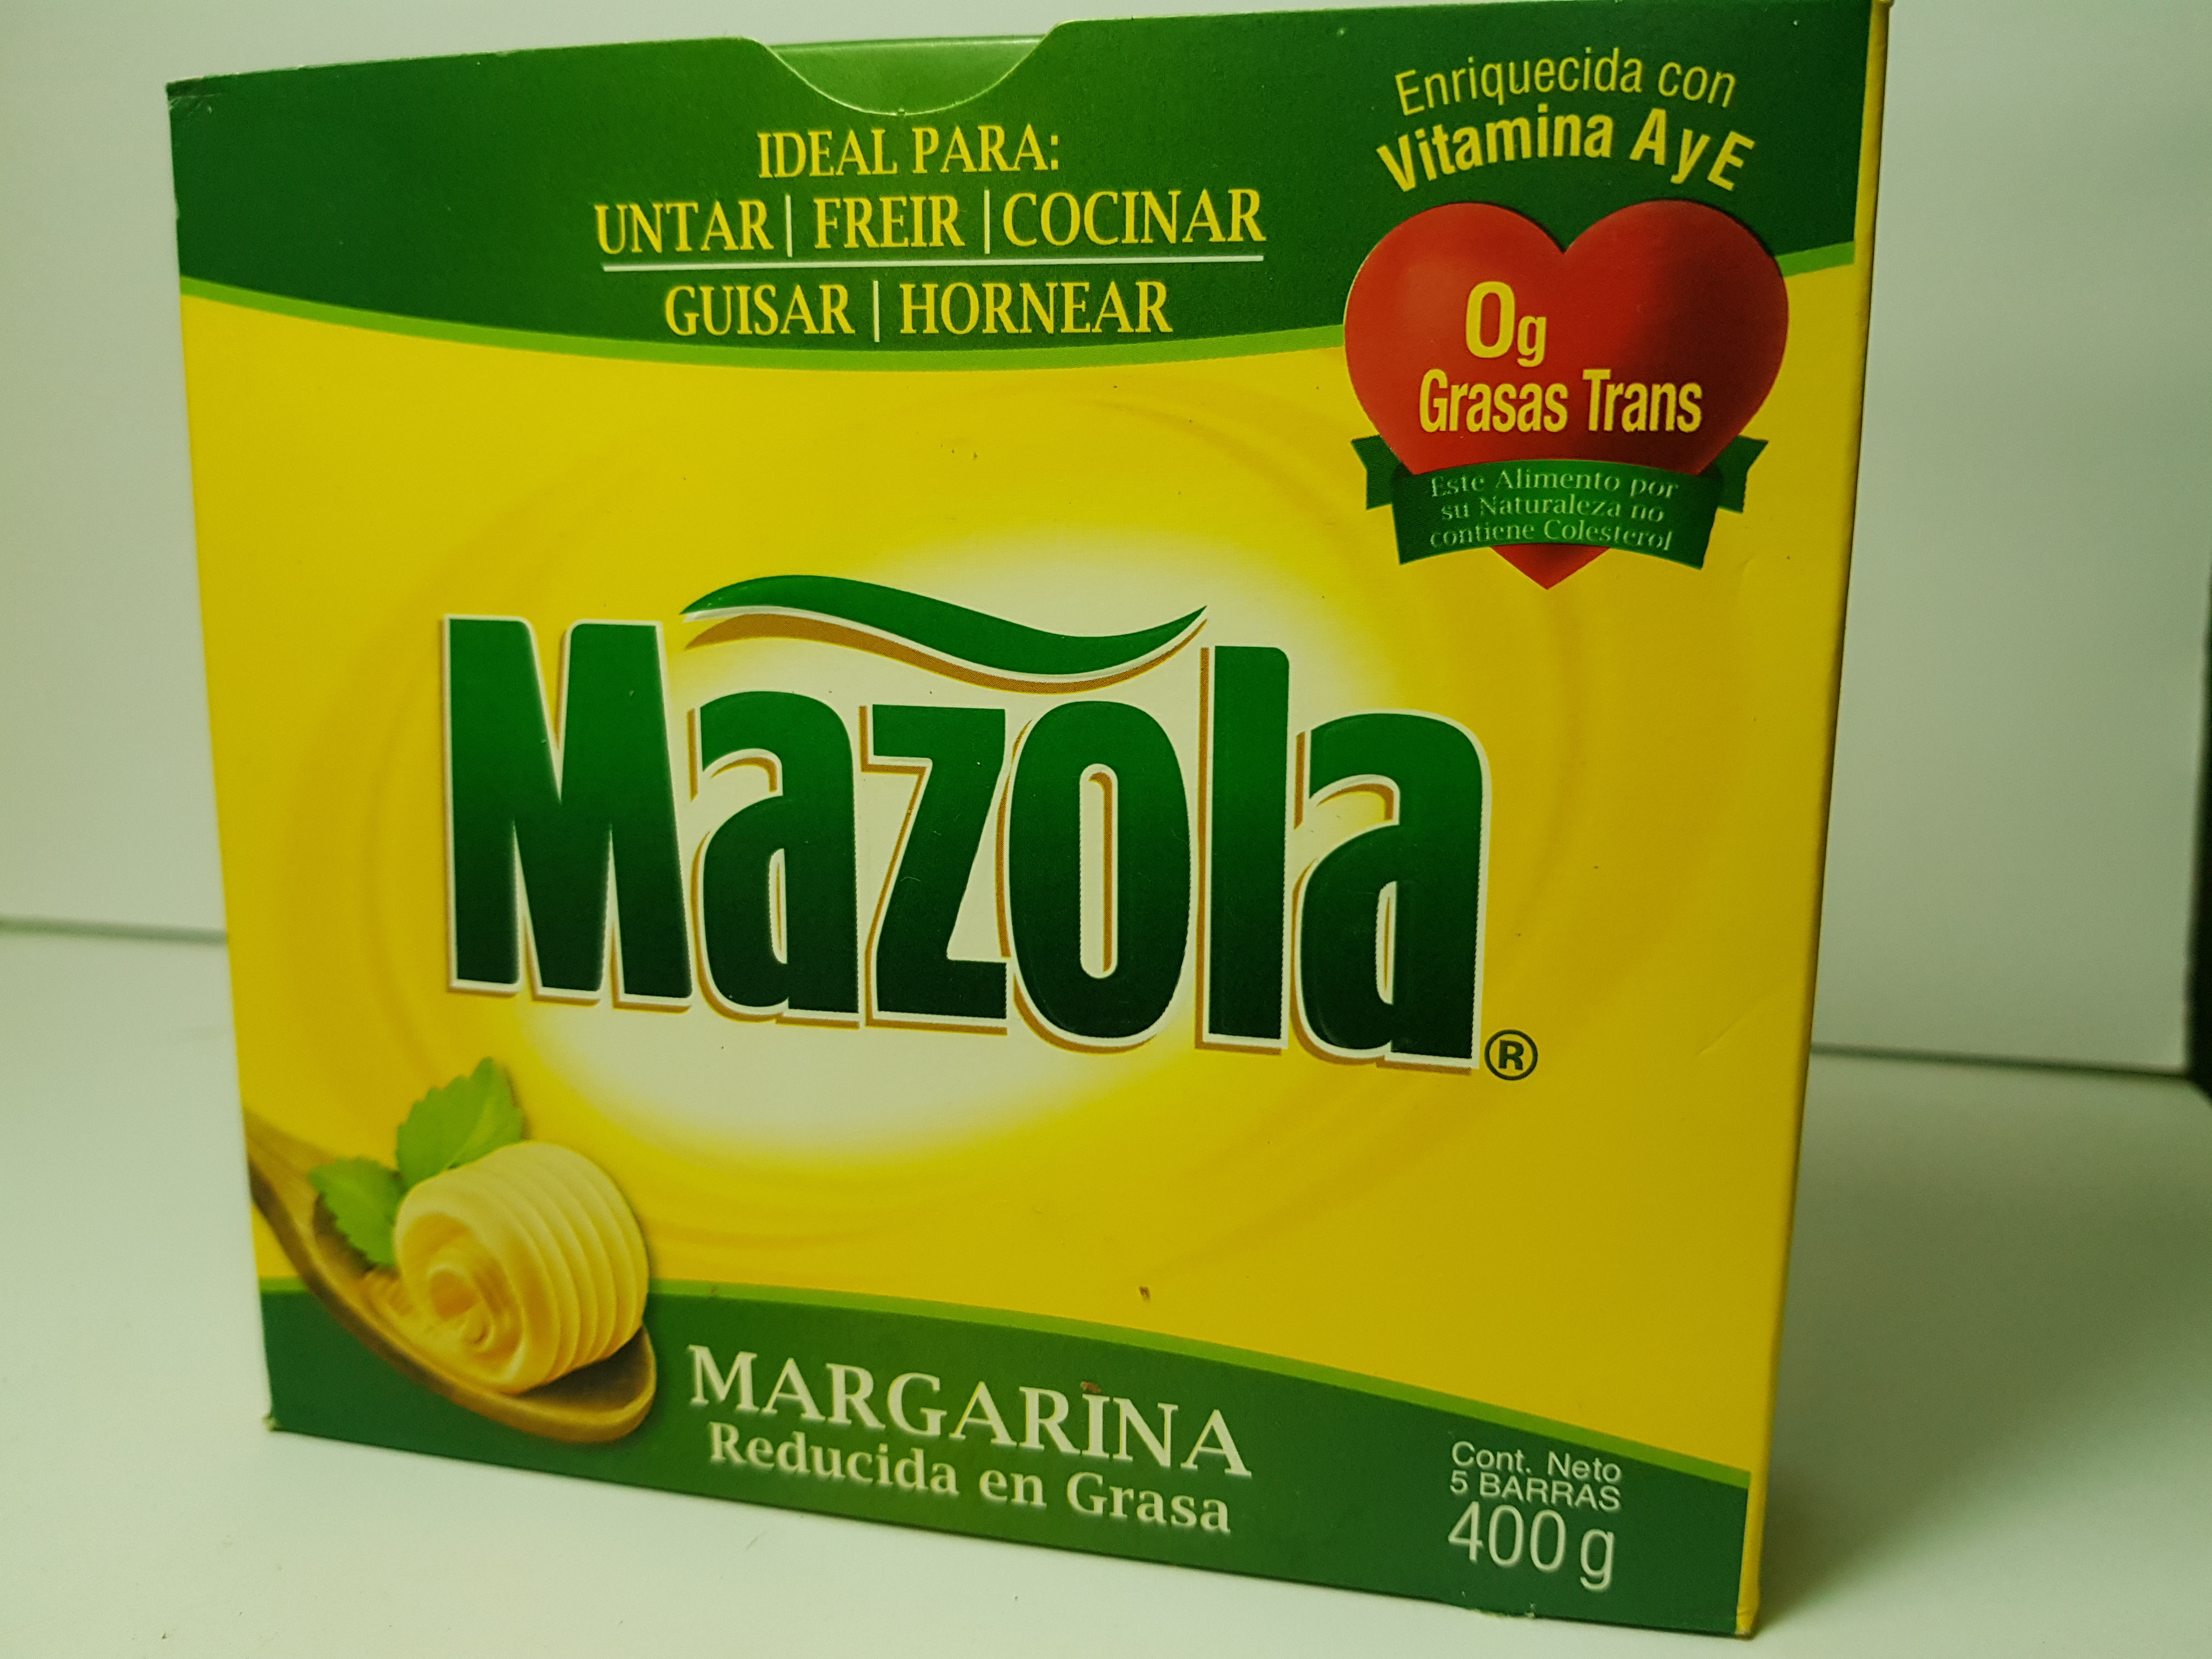 IDEAL PARA:
UNTAR | FREIR | COCINAR
GUISAR | HORNEAR
Enriquecida con
Vitamina A y E
0g
Grasas Trans
Este Alimento por
su Naturaleza no
contiene Colesterol
Mazola®
MARGARINA
Reducida en Grasa
Cont. Neto
5 BARRAS
400 g